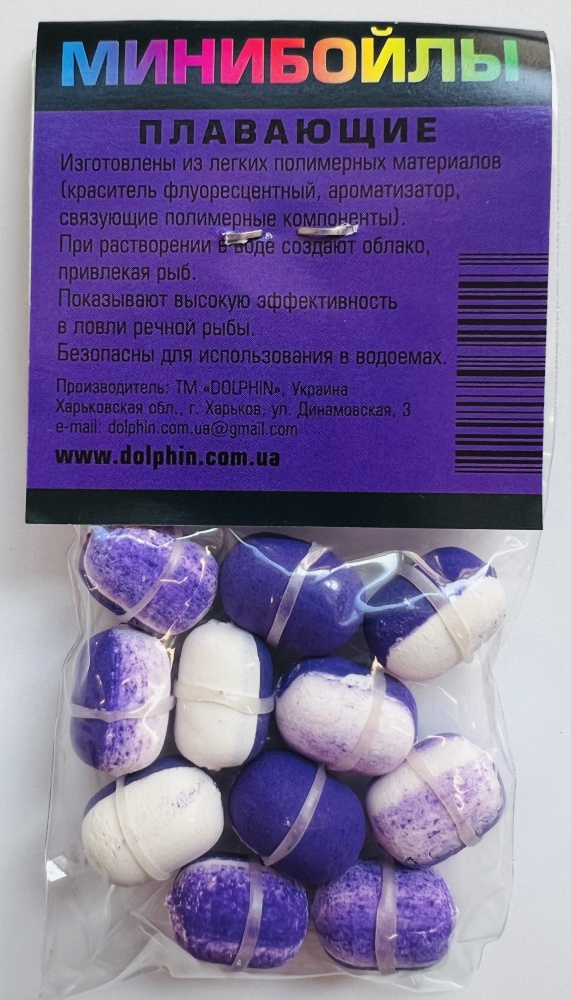 МИНИБОЙЛЫ
ПЛАВАЮЩИЕ
Изготовлены из легких полимерных материалов
(краситель флуоресцентный, ароматизатор,
связующие полимерные компоненты).
При растворении в воде создают облако,
привлекая рыб.
Показывают высокую эффективность
в ловли речной рыбы.
Безопасны для использования в водоемах.
Производитель: ТМ «DOLPHIN», Украина
Харьковская обл., г. Харьков, ул. Динамовская, 3
e-mail: dolphin.com.ua@gmail.com
www.dolphin.com.ua